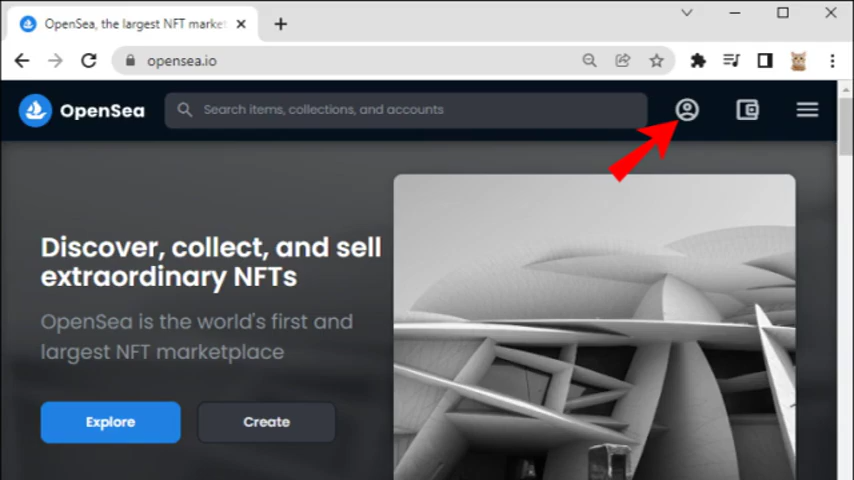 OpenSea, the largest NFT market
opensea.io
OpenSea
Search items, collections, and accounts
Discover, collect, and sell
extraordinary NFTs
OpenSea is the world's first and
largest NFT marketplace
Explore
Create